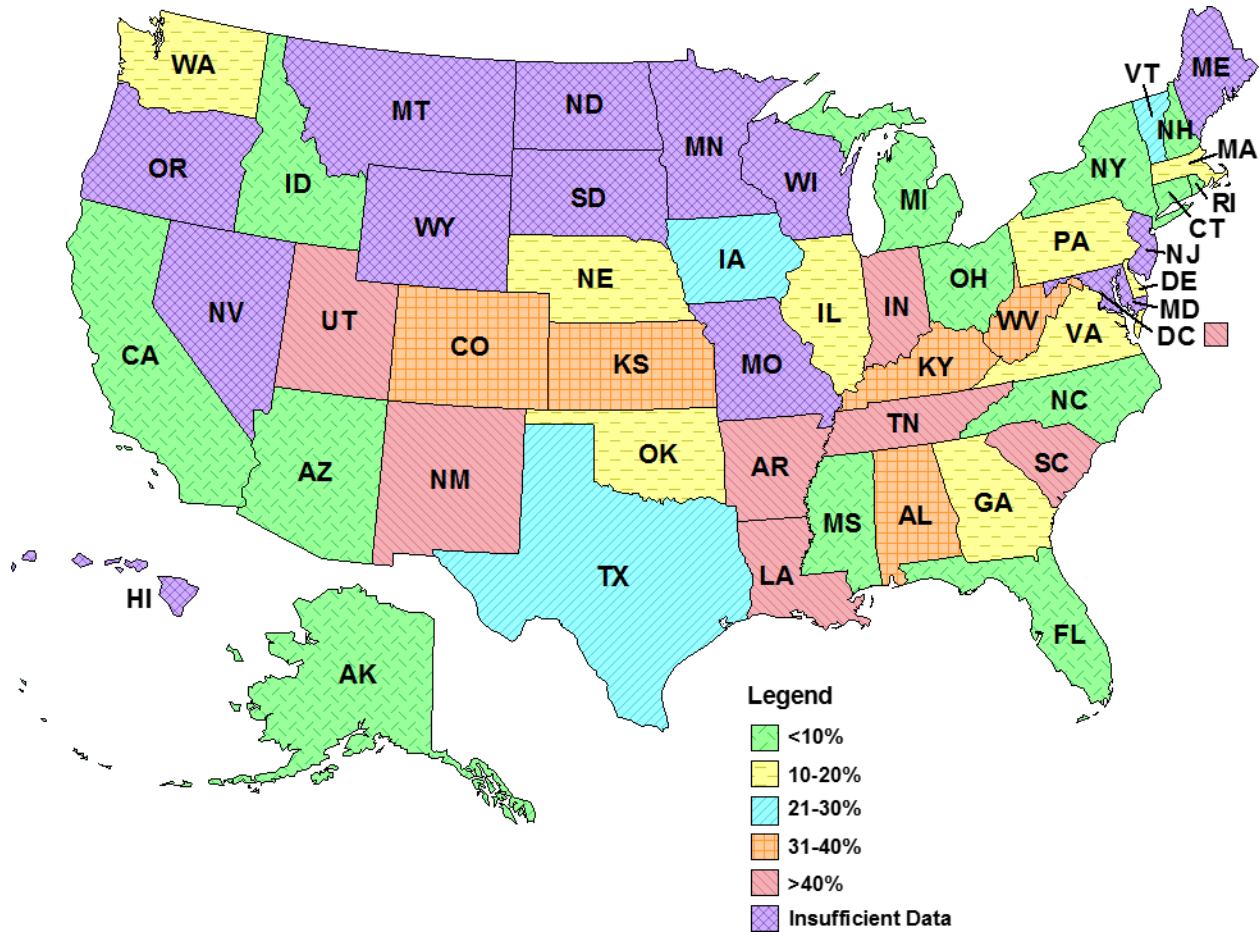 WA
MT
ND
MN
VT
ME
NH
MA
OR
ID
SD
WI
MI
NY
RI
WY
CT
PA
NJ
IA
NE
OH
DE
NV
UT
IL
IN
MD
WV
VA
DC
CA
CO
KS
MO
KY
NC
TN
AZ
NM
OK
AR
SC
MS
AL
GA
TX
LA
HI
FL
AK
Legend
<10%
10-20%
21-30%
31-40%
>40%
Insufficient Data